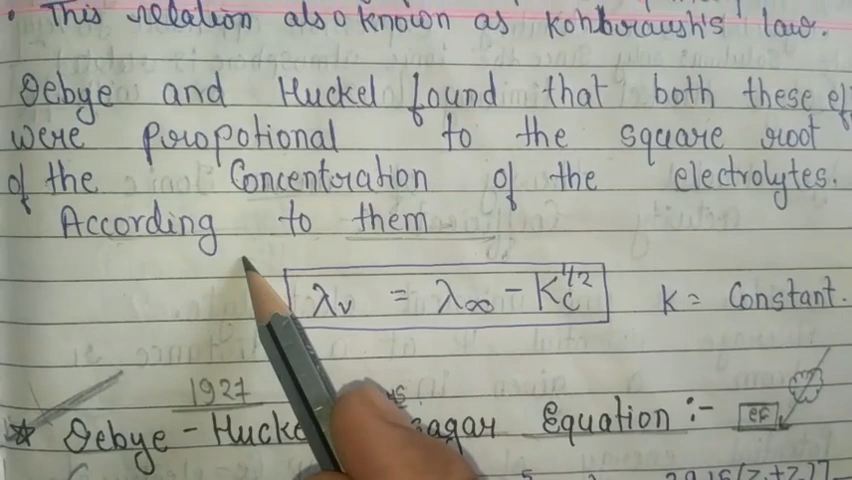 • This relation also known as Kohbraush's law.
Debye and Huckel found that both these ef
were poropotional to the square root
of the Concentration of the electrolytes.
According to them
λv = λ∞ - Kc^1/2 K = Constant.
1927
Debye - Hucke agar Equation :-